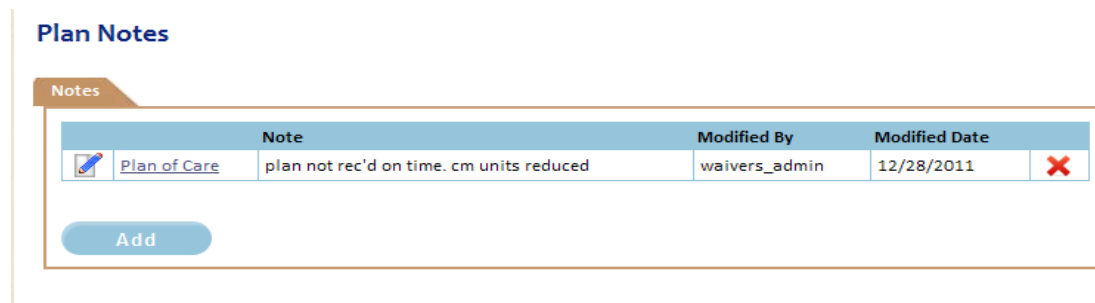 Plan Notes
Notes
Note Modified By Modified Date
Plan of Care plan not rec'd on time. cm units reduced waivers_admin 12/28/2011
Add